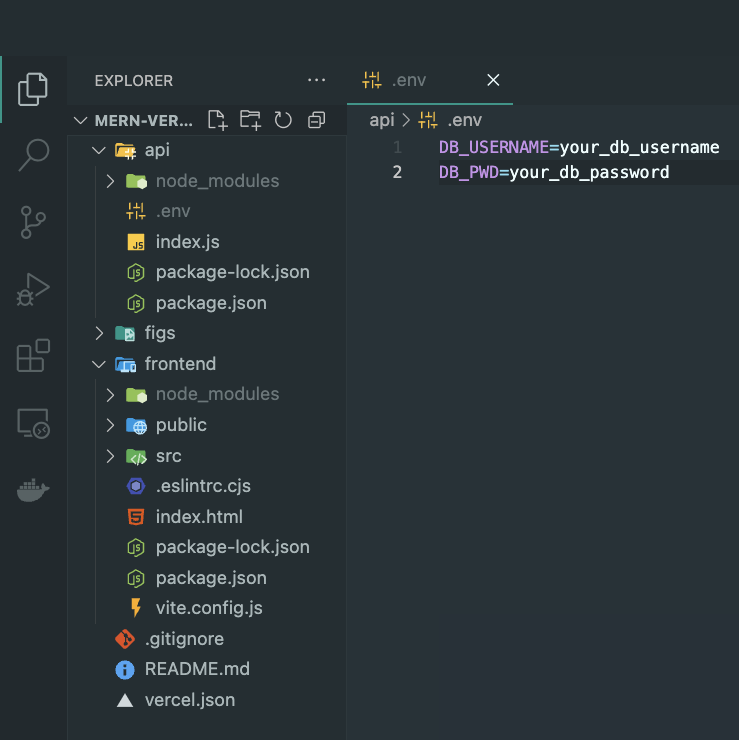 EXPLORER
MERN-VER...
api
node_modules
.env
index.js
package-lock.json
package.json
figs
frontend
node_modules
public
src
.eslintrc.cjs
index.html
package-lock.json
package.json
vite.config.js
.gitignore
README.md
vercel.json
.env
api > .env
1 DB_USERNAME=your_db_username
2 DB_PWD=your_db_password